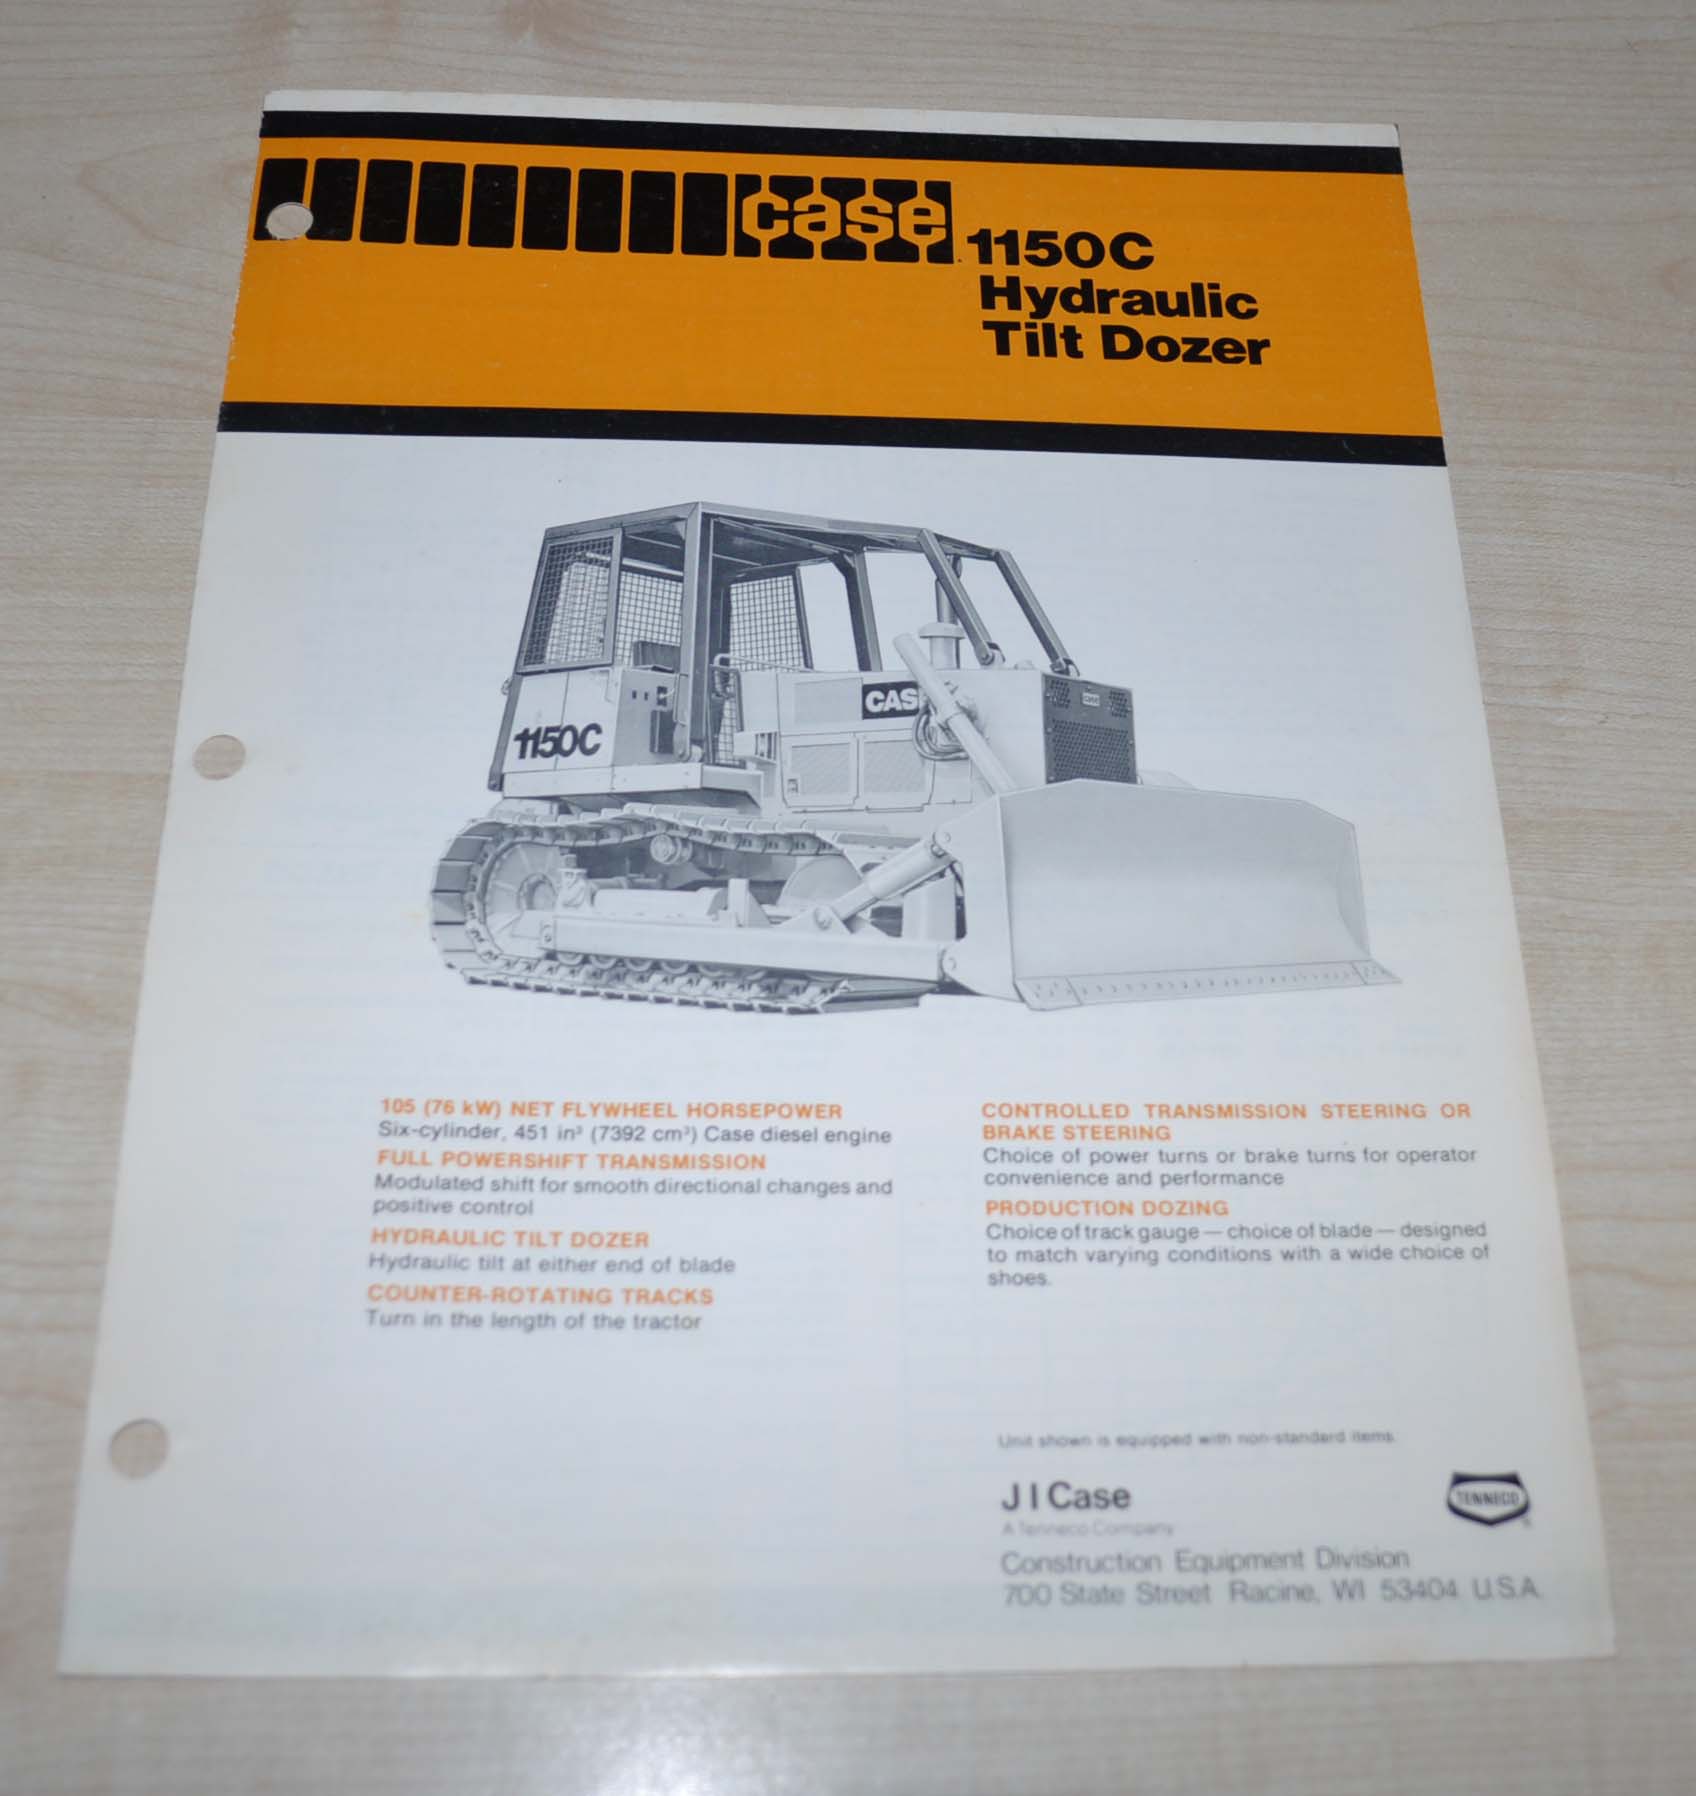 case
1150C
Hydraulic
Tilt Dozer
CAS
CASE
1150C
105 (76 kW) NET FLYWHEEL HORSEPOWER
Six-cylinder, 451 in³ (7392 cm³) Case diesel engine
FULL POWERSHIFT TRANSMISSION
Modulated shift for smooth directional changes and
positive control
HYDRAULIC TILT DOZER
Hydraulic tilt at either end of blade
COUNTER-ROTATING TRACKS
Turn in the length of the tractor
CONTROLLED TRANSMISSION STEERING OR
BRAKE STEERING
Choice of power turns or brake turns for operator
convenience and performance
PRODUCTION DOZING
Choice of track gauge — choice of blade — designed
to match varying conditions with a wide choice of
shoes.
Unit shown is equipped with non-standard items.
J I Case
A Tenneco Company
TENNECO
Construction Equipment Division
700 State Street Racine, WI 53404 U.S.A.